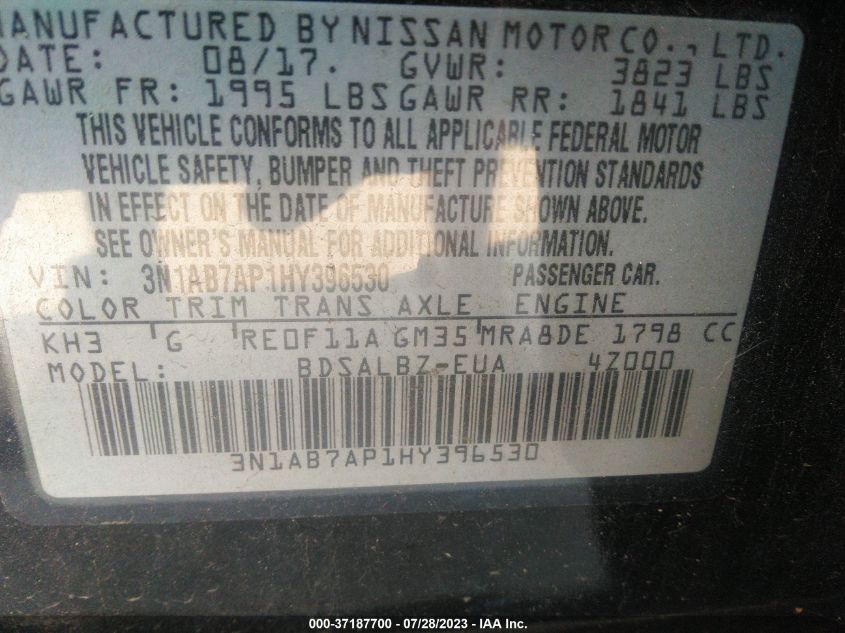 MANUFACTURED BY NISSAN MOTOR CO., LTD.
DATE: 08/17. GVWR: 3823 LBS
GAWR FR: 1995 LBS GAWR RR: 1841 LBS
THIS VEHICLE CONFORMS TO ALL APPLICABLE FEDERAL MOTOR
VEHICLE SAFETY, BUMPER AND THEFT PREVENTION STANDARDS
IN EFFECT ON THE DATE OF MANUFACTURE SHOWN ABOVE.
SEE OWNER'S MANUAL FOR ADDITIONAL INFORMATION.
VIN: 3N1AB7AP1HY396530 PASSENGER CAR.
COLOR TRIM TRANS AXLE ENGINE
KH3 G RE0F11A GM35 MRA8DE 1798 CC
MODEL: BDSALBZ-EUA 4Z000
3N1AB7AP1HY396530
000-37187700 - 07/28/2023 - IAA Inc.